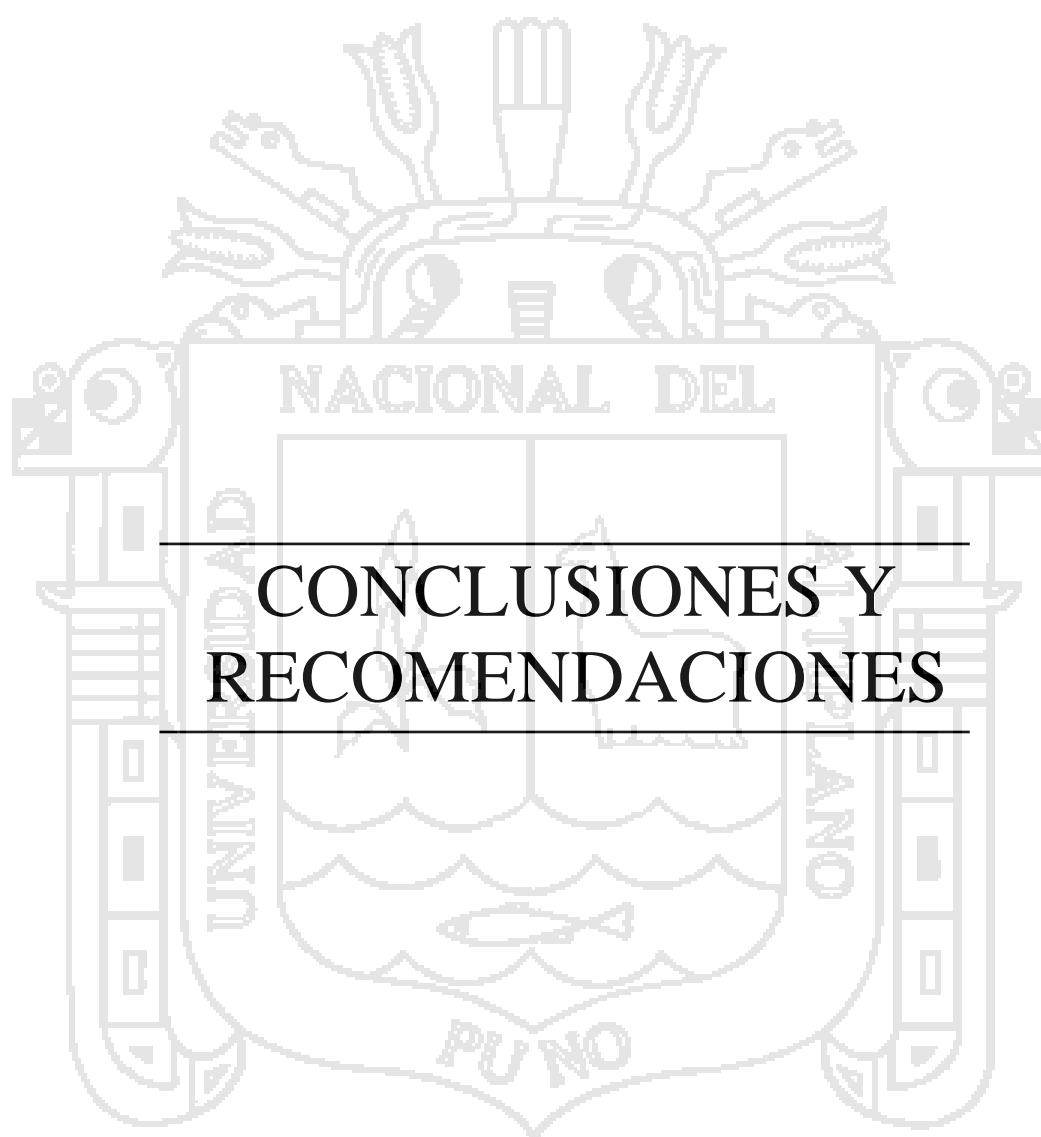 NACIONAL DEL
UNIVERSIDAD
ALTIPLANO
CONCLUSIONES Y
RECOMENDACIONES
PUNO